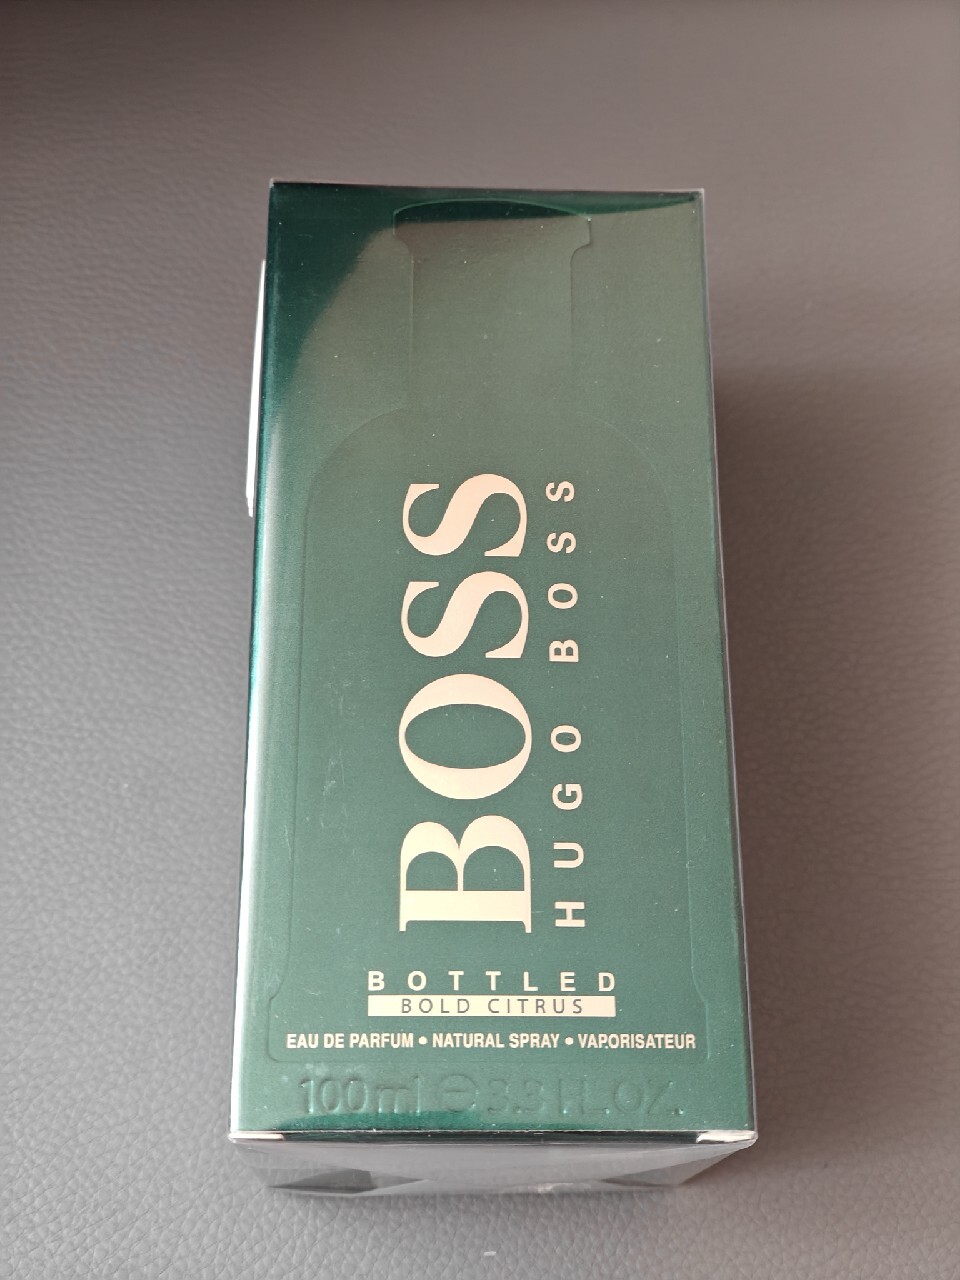 BOSS
HUGO BOSS
BOTTLED
BOLD CITRUS
EAU DE PARFUM • NATURAL SPRAY • VAPORISATEUR
100 ml ℮ 3.3 FL.OZ.